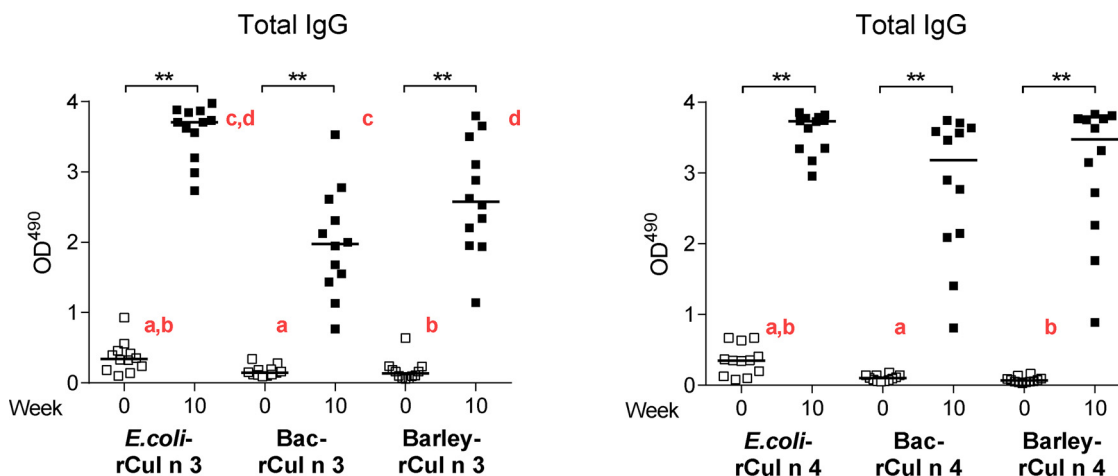 Total IgG
Total IgG
** ** **
** ** **
4
3
2
1
0
OD490
c,d c d
a,b a b
Week 0 10 0 10 0 10
E.coli- Bac- Barley-
rCul n 3 rCul n 3 rCul n 3
4
3
2
1
0
OD490
a,b a b
Week 0 10 0 10 0 10
E.coli- Bac- Barley-
rCul n 4 rCul n 4 rCul n 4